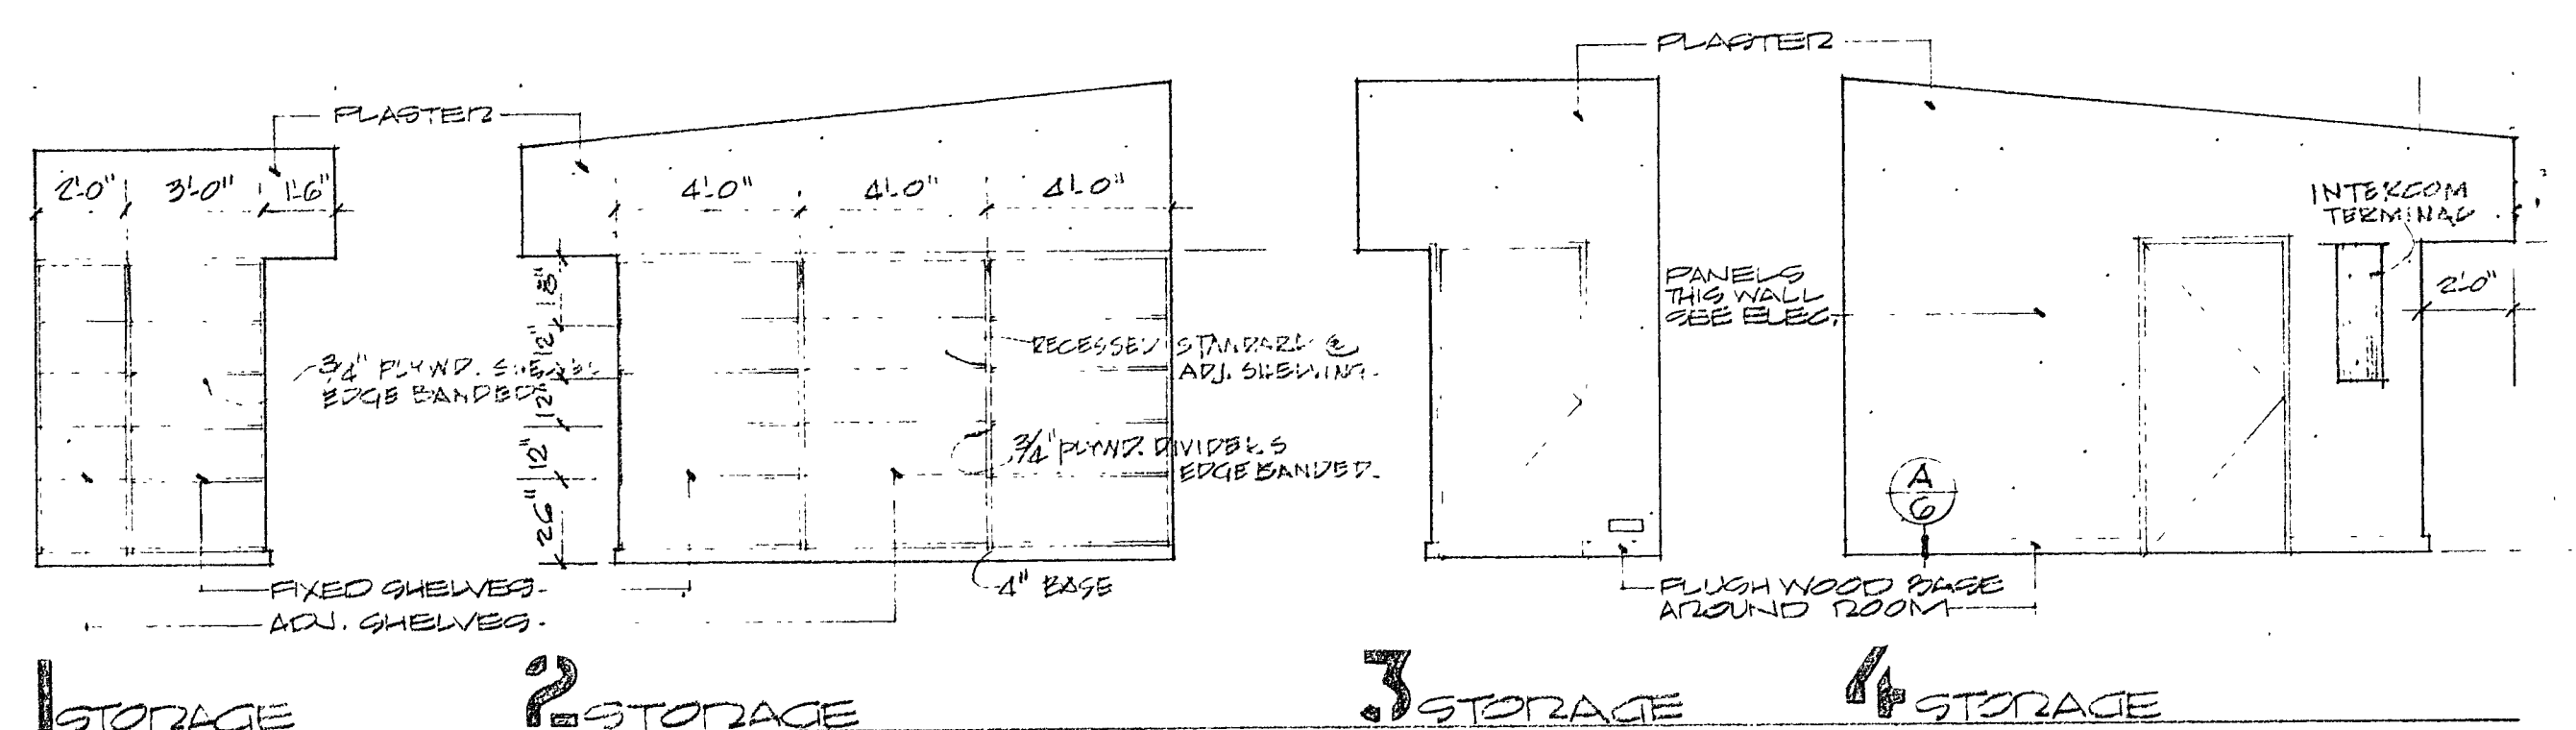 PLASTER
2'-0" 3'-0" 1'-6"
3/4" PLYWD. SHELVES
EDGE BANDED
FIXED SHELVES.
ADJ. SHELVES.
1 STORAGE
4'-0" 4'-0" 4'-0"
18"
12"
12"
12"
26"
RECESSED STANDARD @
ADJ. SHELVING.
3/4" PLYWD. DIVIDERS
EDGE BANDED.
4" BASE
2 STORAGE
PLASTER
PANELS
THIS WALL
SEE ELEC.
FLUSH WOOD BASE
AROUND ROOM
3 STORAGE
INTERCOM
TERMINAL
2'-0"
A
6
4 STORAGE